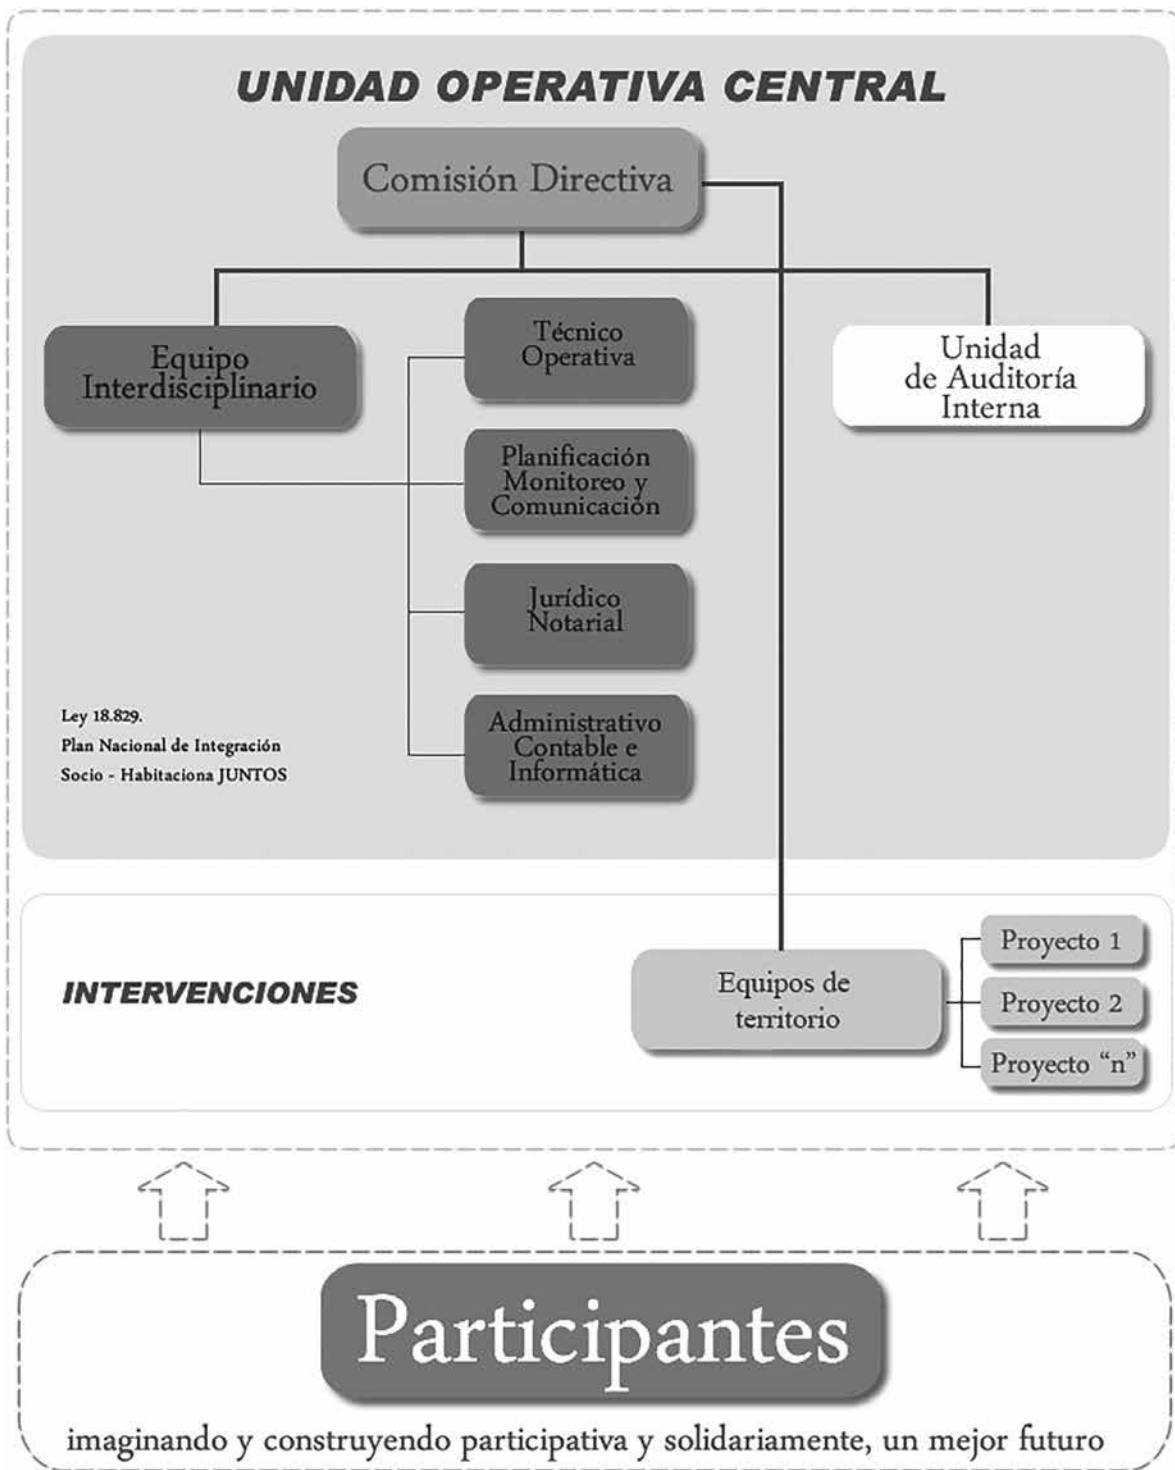 UNIDAD OPERATIVA CENTRAL
Comisión Directiva
Equipo
Interdisciplinario
Técnico
Operativa
Planificación
Monitoreo y
Comunicación
Jurídico
Notarial
Administrativo
Contable e
Informática
Unidad
de Auditoría
Interna
Ley 18.829.
Plan Nacional de Integración
Socio - Habitaciona JUNTOS
INTERVENCIONES
Equipos de
territorio
Proyecto 1
Proyecto 2
Proyecto “n”
Participantes
imaginando y construyendo participativa y solidariamente, un mejor futuro